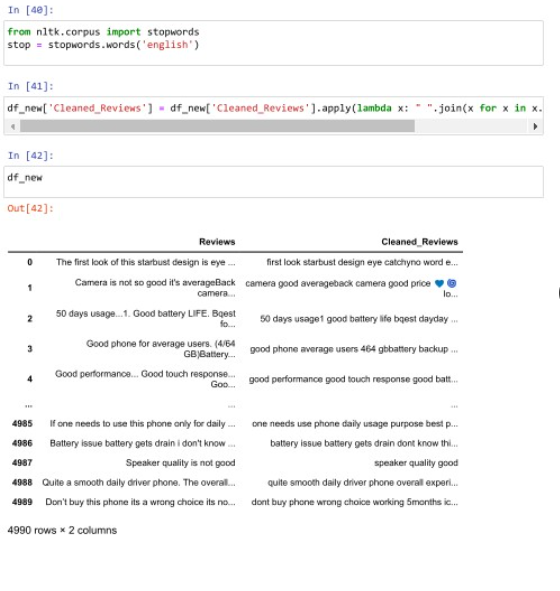 In [40]:
from nltk.corpus import stopwords
stop = stopwords.words('english')
In [41]:
df_new['Cleaned_Reviews'] = df_new['Cleaned_Reviews'].apply(lambda x: " ".join(x for x in x.
In [42]:
df_new
Out[42]:
Reviews Cleaned_Reviews
0 The first look of this starbust design is eye ... first look starbust design eye catchyno word e...
1 Camera is not so good it's averageBack camera... camera good averageback camera good price 💙 🌀 lo...
2 50 days usage...1. Good battery LIFE. Bqest fo... 50 days usage1 good battery life bqest dayday ...
3 Good phone for average users. (4/64 GB)Battery... good phone average users 464 gbbattery backup ...
4 Good performance... Good touch response... Goo... good performance good touch response good batt...
... ... ...
4985 If one needs to use this phone only for daily ... one needs use phone daily usage purpose best p...
4986 Battery issue battery gets drain i don't know ... battery issue battery gets drain dont know thi...
4987 Speaker quality is not good speaker quality good
4988 Quite a smooth daily driver phone. The overall... quite smooth daily driver phone overall experi...
4989 Don't buy this phone its a wrong choice its no... dont buy phone wrong choice working 5months ic...
4990 rows × 2 columns